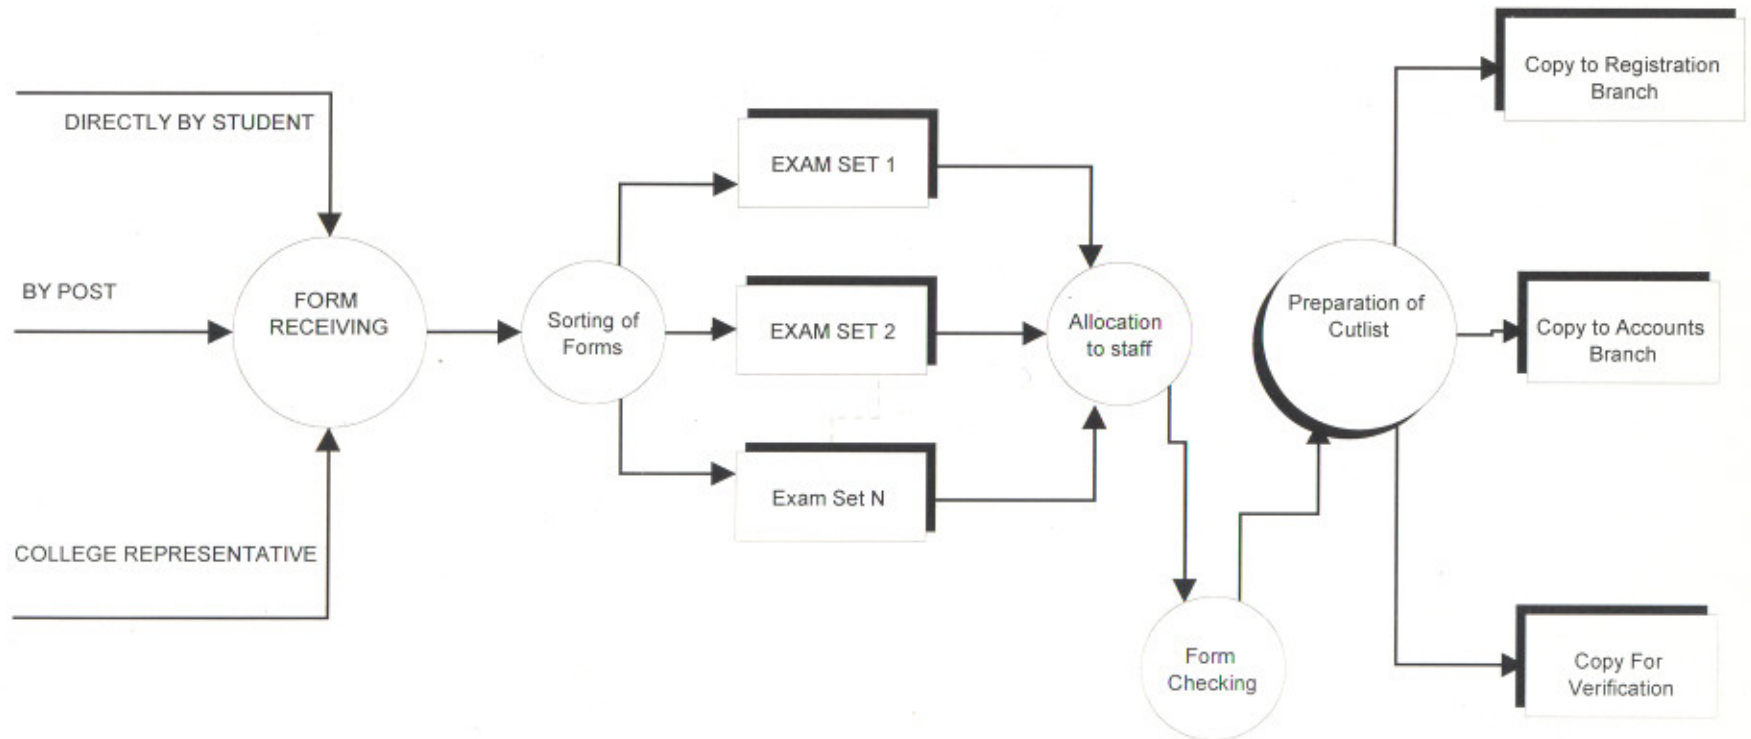 DIRECTLY BY STUDENT
BY POST
COLLEGE REPRESENTATIVE
FORM
RECEIVING
Sorting of
Forms
EXAM SET 1
EXAM SET 2
Exam Set N
Allocation
to staff
Form
Checking
Preparation of
Cutlist
Copy to Registration
Branch
Copy to Accounts
Branch
Copy For
Verification